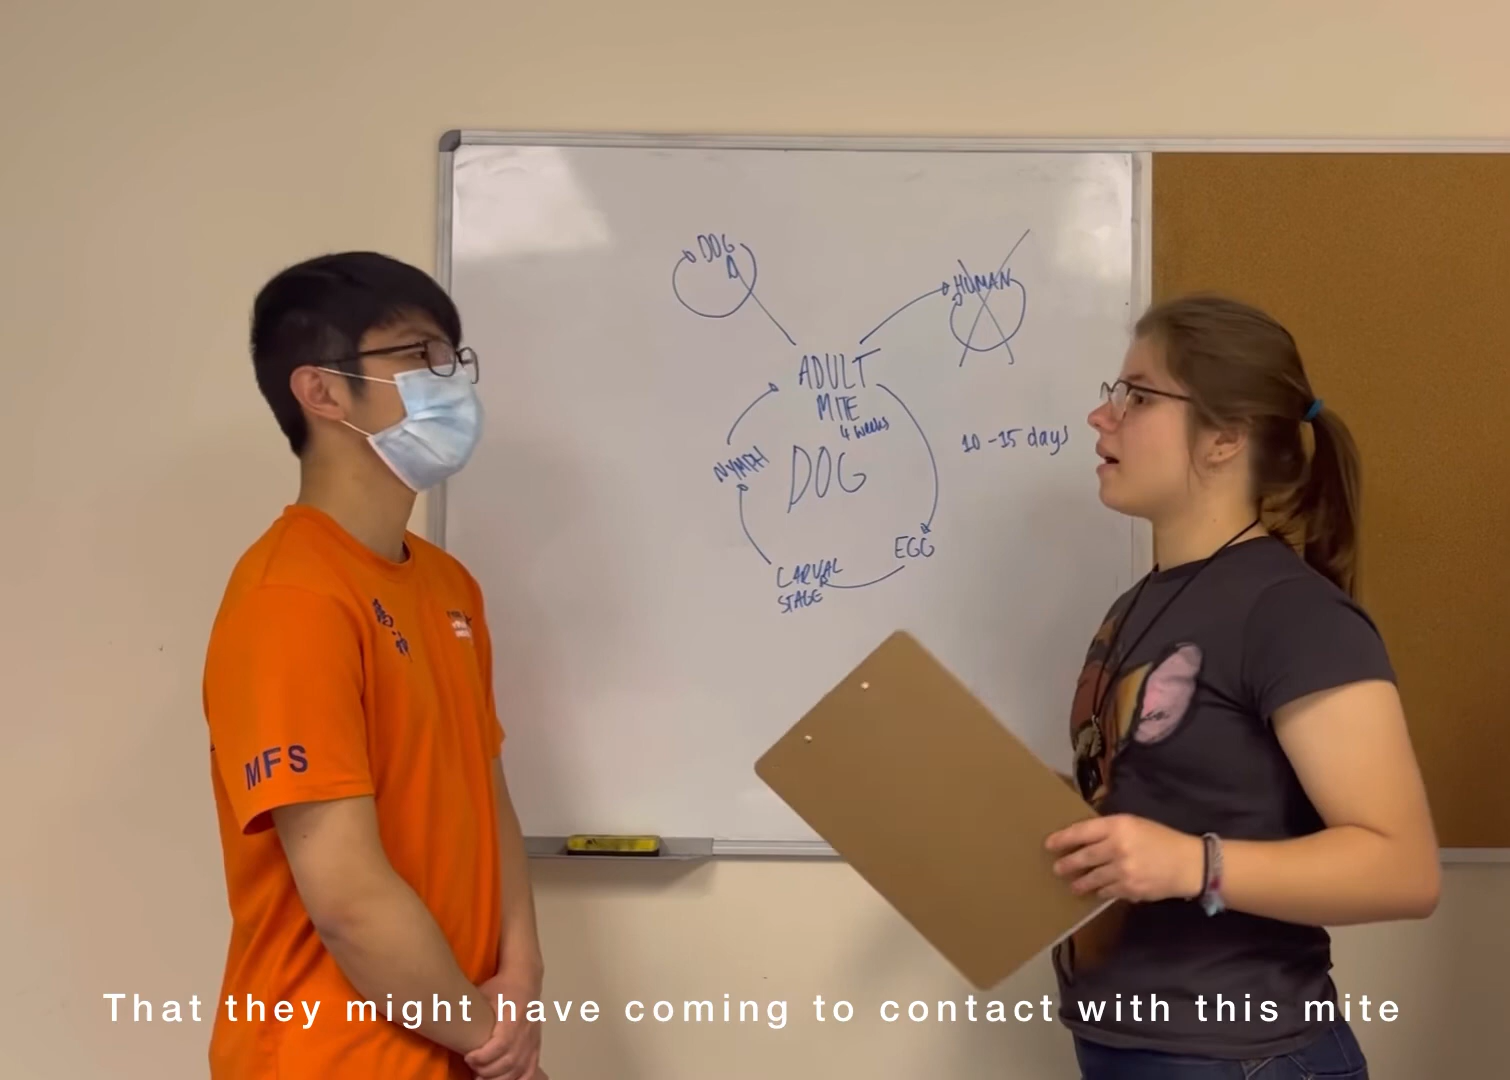 DOG
HUMAN
ADULT
MITE
4 weeks
10-15 days
NYMPH
DOG
EGG
LARVAL
STAGE
MFS
That they might have coming to contact with this mite